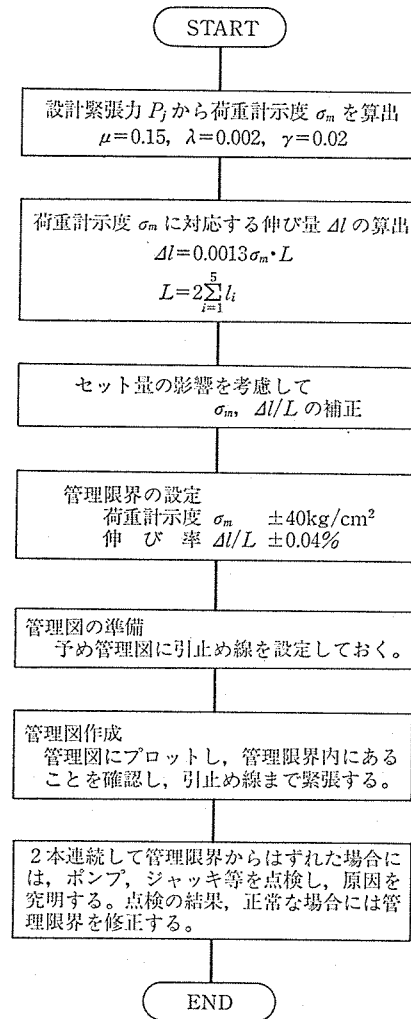 START
設計緊張力 Pj から荷重計示度 σm を算出
μ=0.15, λ=0.002, γ=0.02
荷重計示度 σm に対応する伸び量 Δl の算出
Δl=0.0013σm・L
L=2∑_{i=1}^{5} li
セット量の影響を考慮して
σm, Δl/L の補正
管理限界の設定
荷重計示度 σm ±40kg/cm²
伸び率 Δl/L ±0.04%
管理図の準備
予め管理図に引止め線を設定しておく。
管理図作成
管理図にプロットし，管理限界内にある
ことを確認し，引止め線まで緊張する。
2本連続して管理限界からはずれた場合に
は，ポンプ，ジャッキ等を点検し，原因を
究明する。点検の結果，正常な場合には管
理限界を修正する。
END